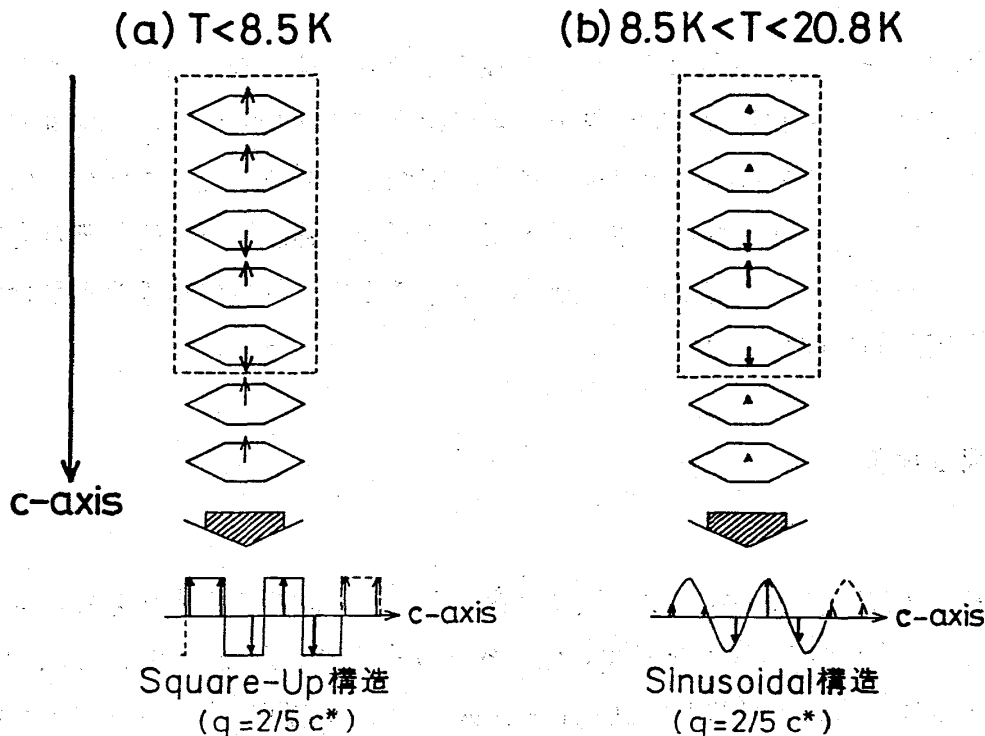 (a) T<8.5K
(b) 8.5K<T<20.8K
c-axis
c-axis
Square-Up構造
(q=2/5 c*)
c-axis
Sinusoidal構造
(q=2/5 c*)